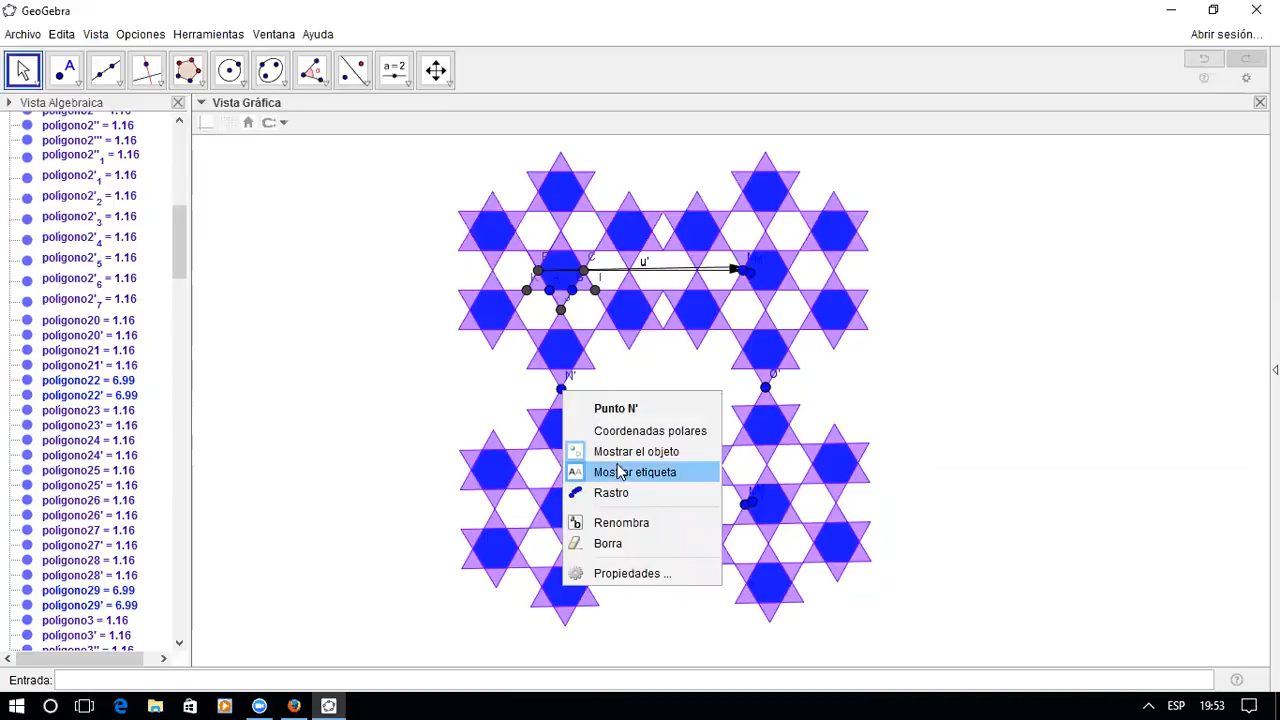 GeoGebra
Archivo Edita Vista Opciones Herramientas Ventana Ayuda
Abrir sesión...
A
a = 2
Vista Algebraica
Vista Gráfica
poligono2'' = 1.16
poligono2''' = 1.16
poligono2''1 = 1.16
poligono2'1 = 1.16
poligono2'2 = 1.16
poligono2'3 = 1.16
poligono2'4 = 1.16
poligono2'5 = 1.16
poligono2'6 = 1.16
poligono2'7 = 1.16
poligono20 = 1.16
poligono20' = 1.16
poligono21 = 1.16
poligono21' = 1.16
poligono22 = 6.99
poligono22' = 6.99
poligono23 = 1.16
poligono23' = 1.16
poligono24 = 1.16
poligono24' = 1.16
poligono25 = 1.16
poligono25' = 1.16
poligono26 = 1.16
poligono26' = 1.16
poligono27 = 1.16
poligono27' = 1.16
poligono28 = 1.16
poligono28' = 1.16
poligono29 = 6.99
poligono29' = 6.99
poligono3 = 1.16
poligono3' = 1.16
poligono3'' = 1.16
C
u'
I
N'
O'
Punto N'
Coordenadas polares
Mostrar el objeto
AA Mostrar etiqueta
Rastro
Renombra
Borra
Propiedades ...
Entrada:
ESP 19:53